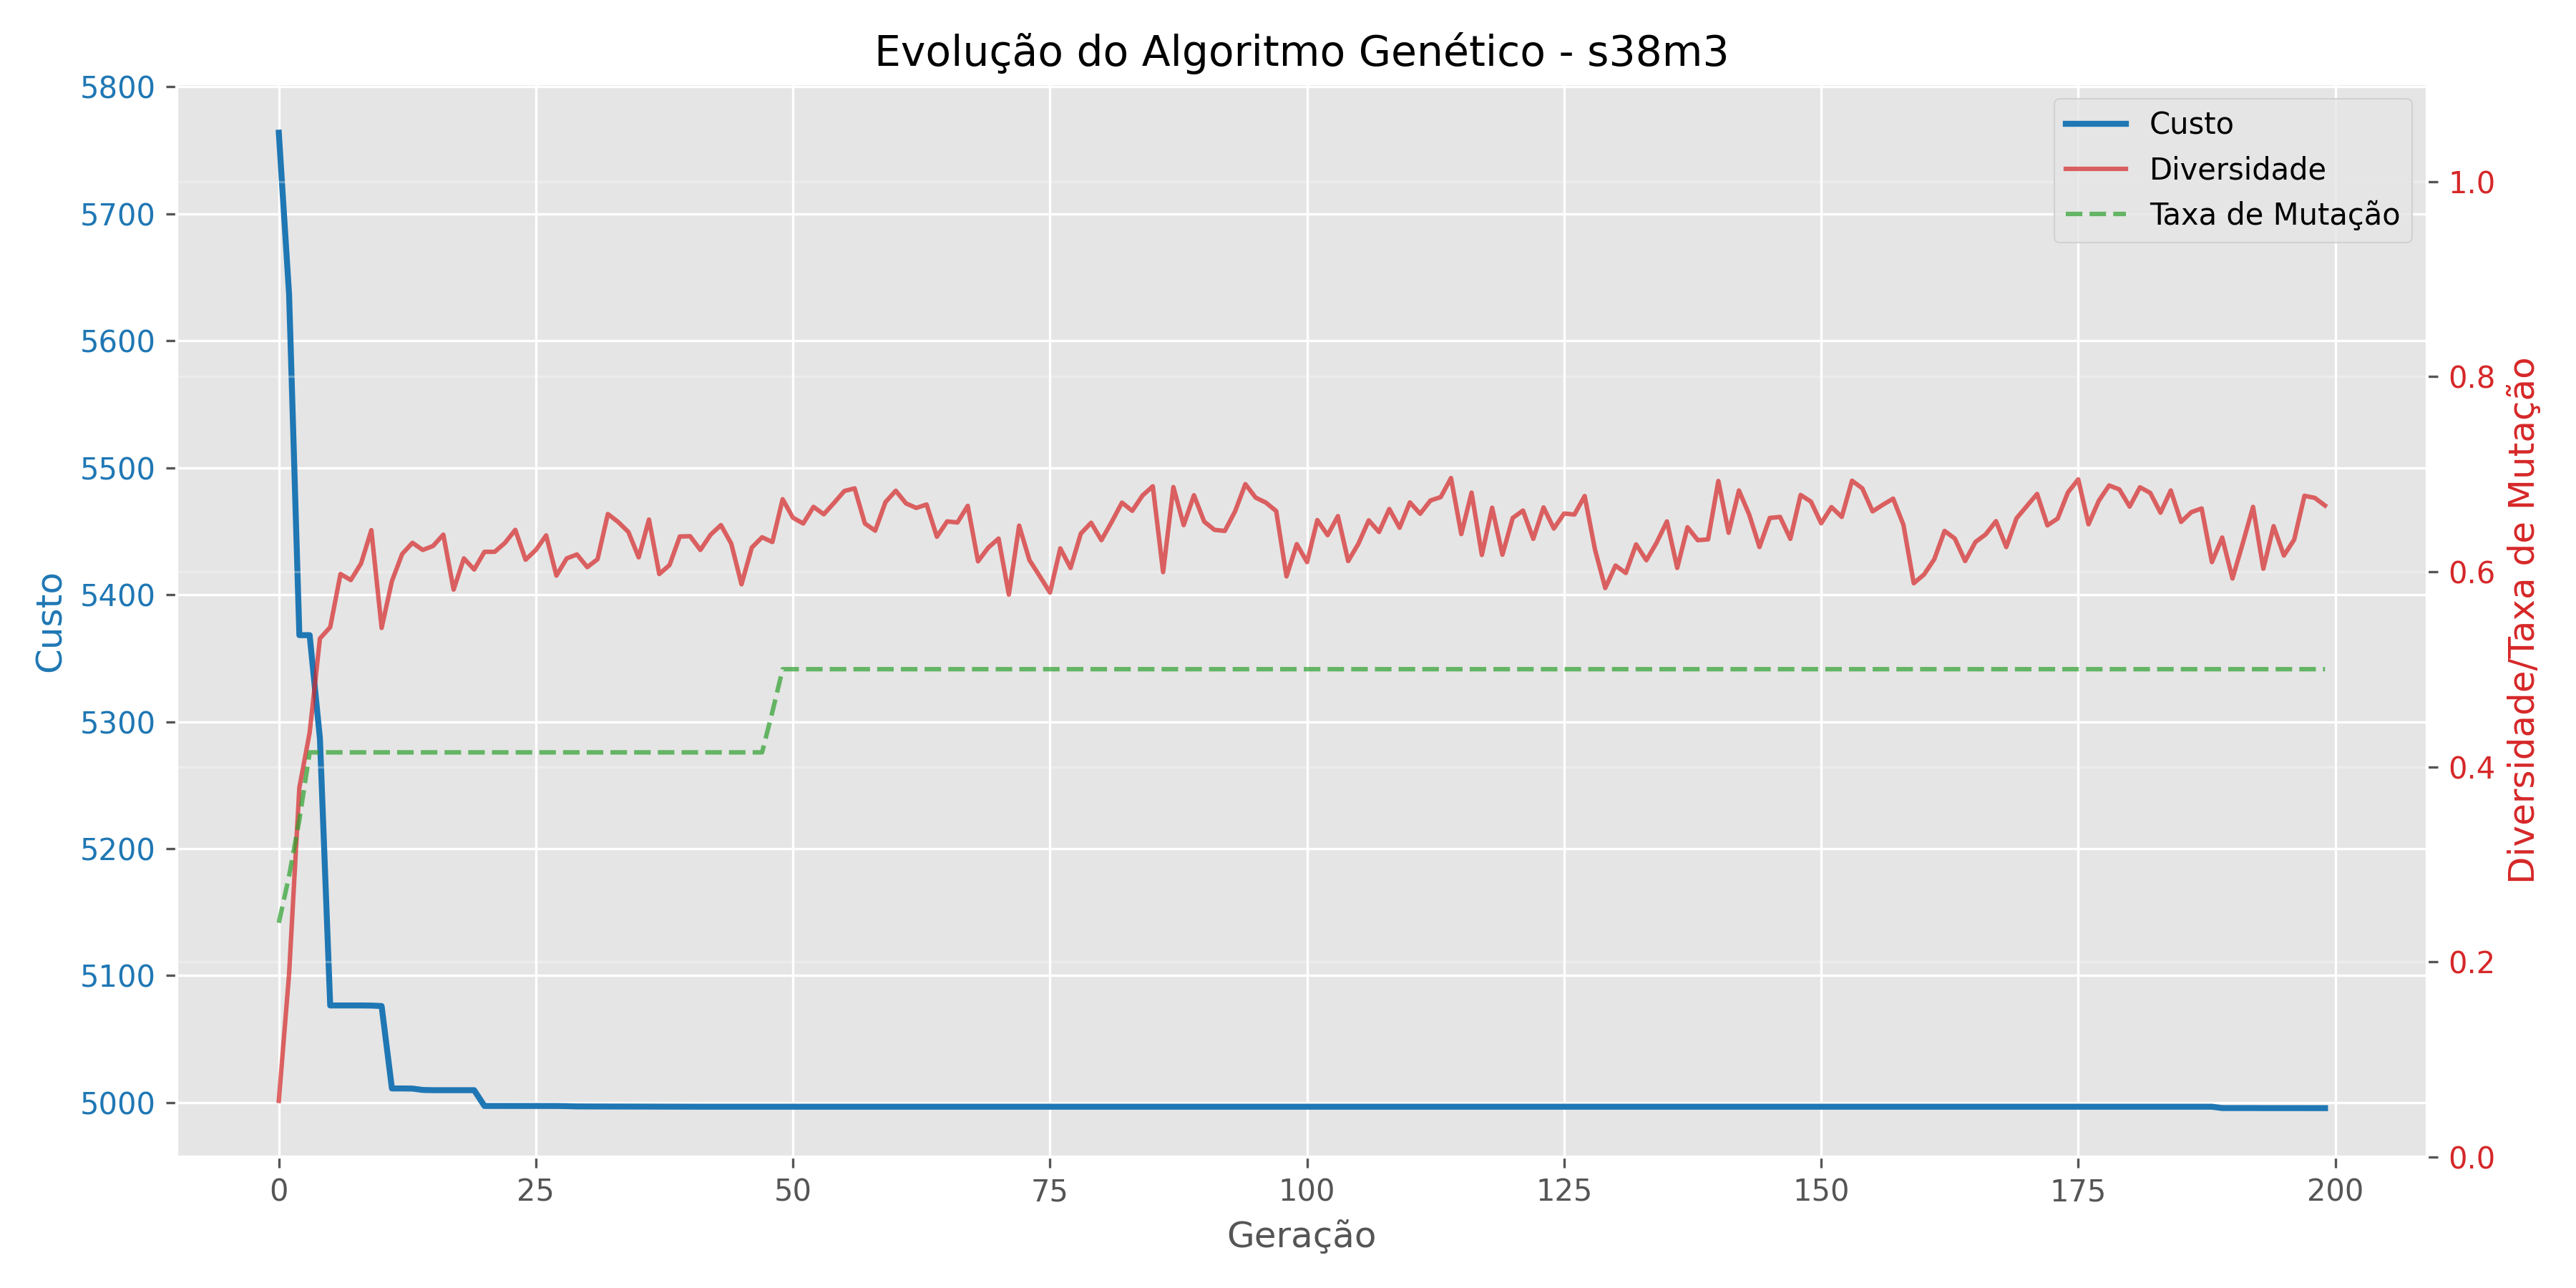 Evolução do Algoritmo Genético - s38m3
5800
5700
5600
5500
5400
5300
5200
5100
5000
Custo
Custo
Diversidade
Taxa de Mutação
1.0
0.8
0.6
0.4
0.2
0.0
Diversidade/Taxa de Mutação
0 25 50 75 100 125 150 175 200
Geração